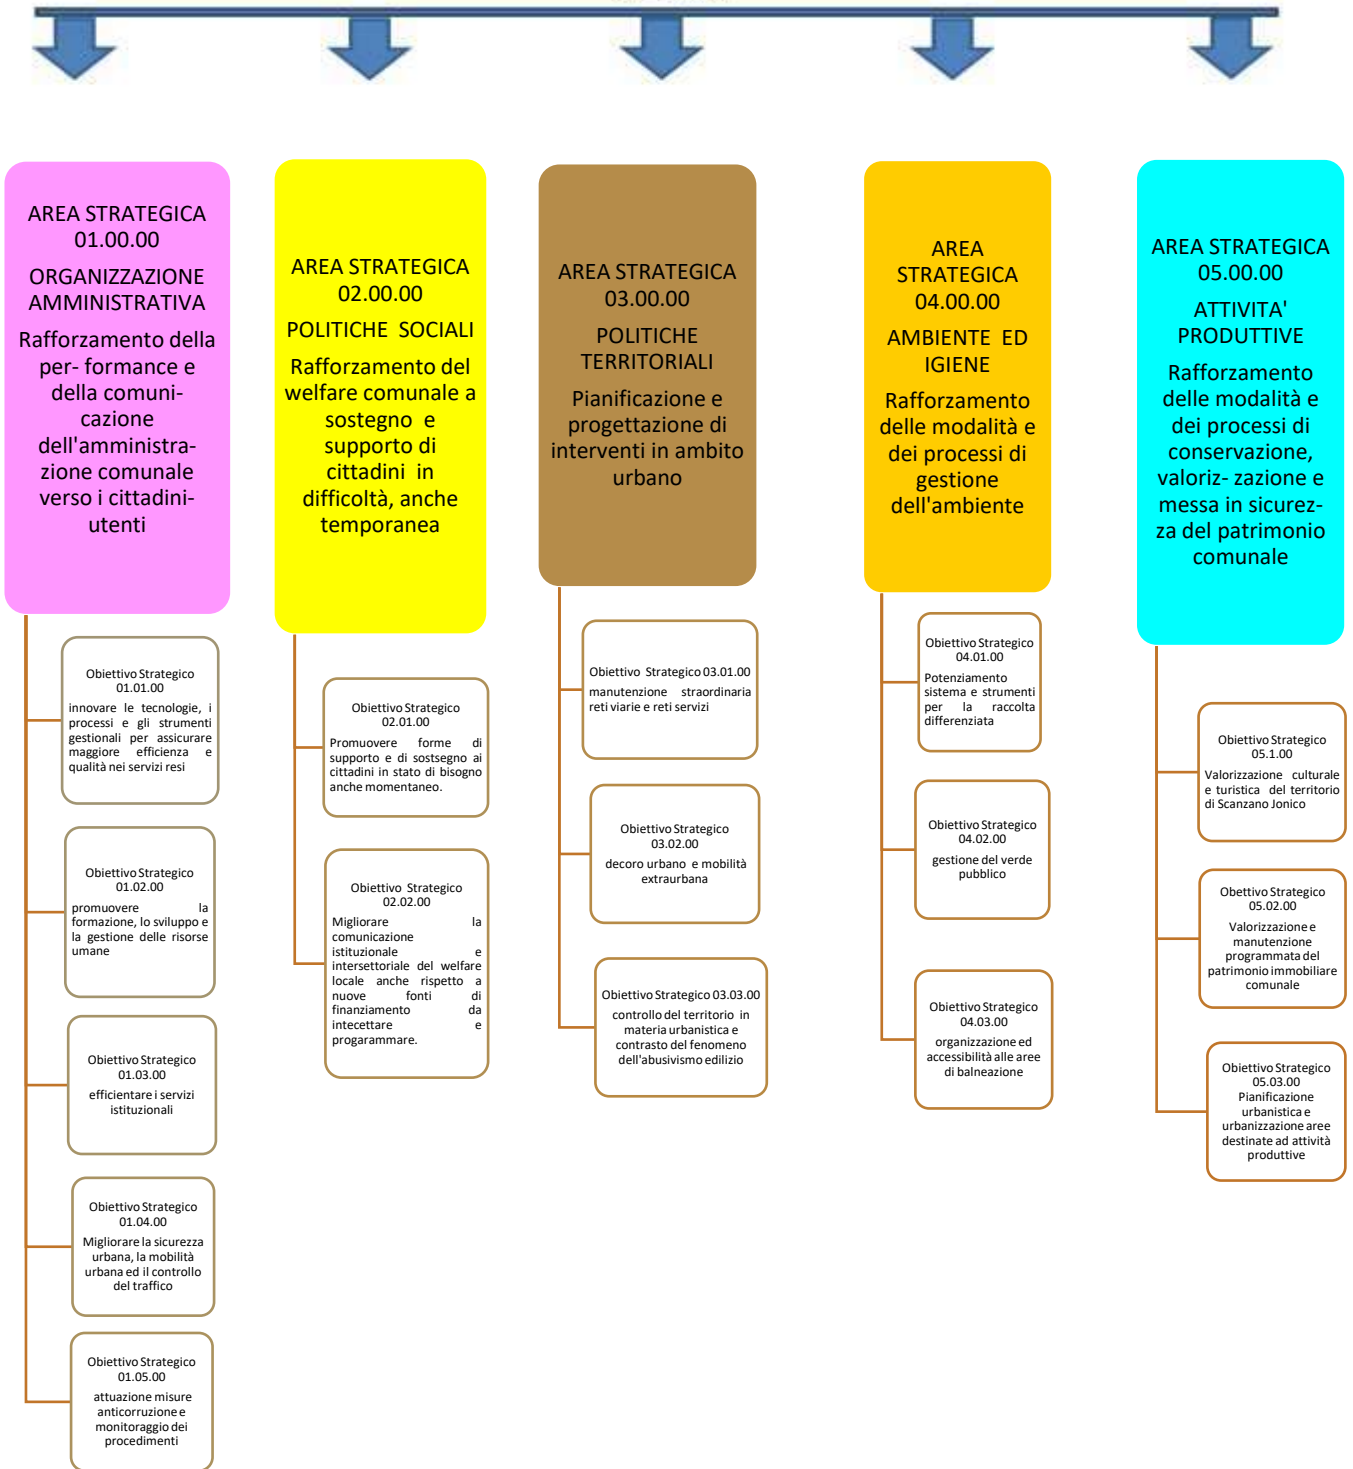 AREA STRATEGICA
01.00.00
ORGANIZZAZIONE
AMMINISTRATIVA
Rafforzamento della
per- formance e
della comuni-
cazione
dell'amministra-
zione comunale
verso i cittadini-
utenti
Obiettivo Strategico
01.01.00
innovare le tecnologie, i
processi e gli strumenti
gestionali per assicurare
maggiore efficienza e
qualità nei servizi resi
Obiettivo Strategico
01.02.00
promuovere la
formazione, lo sviluppo e
la gestione delle risorse
umane
Obiettivo Strategico
01.03.00
efficientare i servizi
istituzionali
Obiettivo Strategico
01.04.00
Migliorare la sicurezza
urbana, la mobilità
urbana ed il controllo
del traffico
Obiettivo Strategico
01.05.00
attuazione misure
anticorruzione e
monitoraggio dei
procedimenti
AREA STRATEGICA
02.00.00
POLITICHE SOCIALI
Rafforzamento del
welfare comunale a
sostegno e
supporto di
cittadini in
difficoltà, anche
temporanea
Obiettivo Strategico
02.01.00
Promuovere forme di
supporto e di sostsegno ai
cittadini in stato di bisogno
anche momentaneo.
Obiettivo Strategico
02.02.00
Migliorare la
comunicazione
istituzionale e
intersettoriale del welfare
locale anche rispetto a
nuove fonti di
finanziamento da
intecettare e
progarammare.
AREA STRATEGICA
03.00.00
POLITICHE
TERRITORIALI
Pianificazione e
progettazione di
interventi in ambito
urbano
Obiettivo Strategico 03.01.00
manutenzione straordinaria
reti viarie e reti servizi
Obiettivo Strategico
03.02.00
decoro urbano e mobilità
extraurbana
Obiettivo Strategico 03.03.00
controllo del territorio in
materia urbanistica e
contrasto del fenomeno
dell'abusivismo edilizio
AREA
STRATEGICA
04.00.00
AMBIENTE ED
IGIENE
Rafforzamento
delle modalità e
dei processi di
gestione
dell'ambiente
Obiettivo Strategico
04.01.00
Potenziamento
sistema e strumenti
per la raccolta
differenziata
Obiettivo Strategico
04.02.00
gestione del verde
pubblico
Obiettivo Strategico
04.03.00
organizzazione ed
accessibilità alle aree
di balneazione
AREA STRATEGICA
05.00.00
ATTIVITA'
PRODUTTIVE
Rafforzamento
delle modalità e
dei processi di
conservazione,
valoriz- zazione e
messa in sicurez-
za del patrimonio
comunale
Obiettivo Strategico
05.1.00
Valorizzazione culturale
e turistica del territorio
di Scanzano Jonico
Obettivo Strategico
05.02.00
Valorizzazione e
manutenzione
programmata del
patrimonio immobiliare
comunale
Obiettivo Strategico
05.03.00
Pianificazione
urbanistica e
urbanizzazione aree
destinate ad attività
produttive